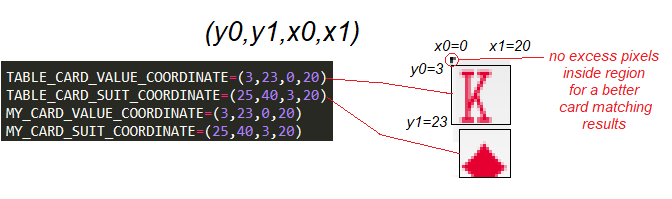 (y0,y1,x0,x1)
TABLE_CARD_VALUE_COORDINATE=(3,23,0,20)
TABLE_CARD_SUIT_COORDINATE=(25,40,3,20)
MY_CARD_VALUE_COORDINATE=(3,23,0,20)
MY_CARD_SUIT_COORDINATE=(25,40,3,20)
x0=0 x1=20
y0=3
K
y1=23
no excess pixels
inside region
for a better
card matching
results